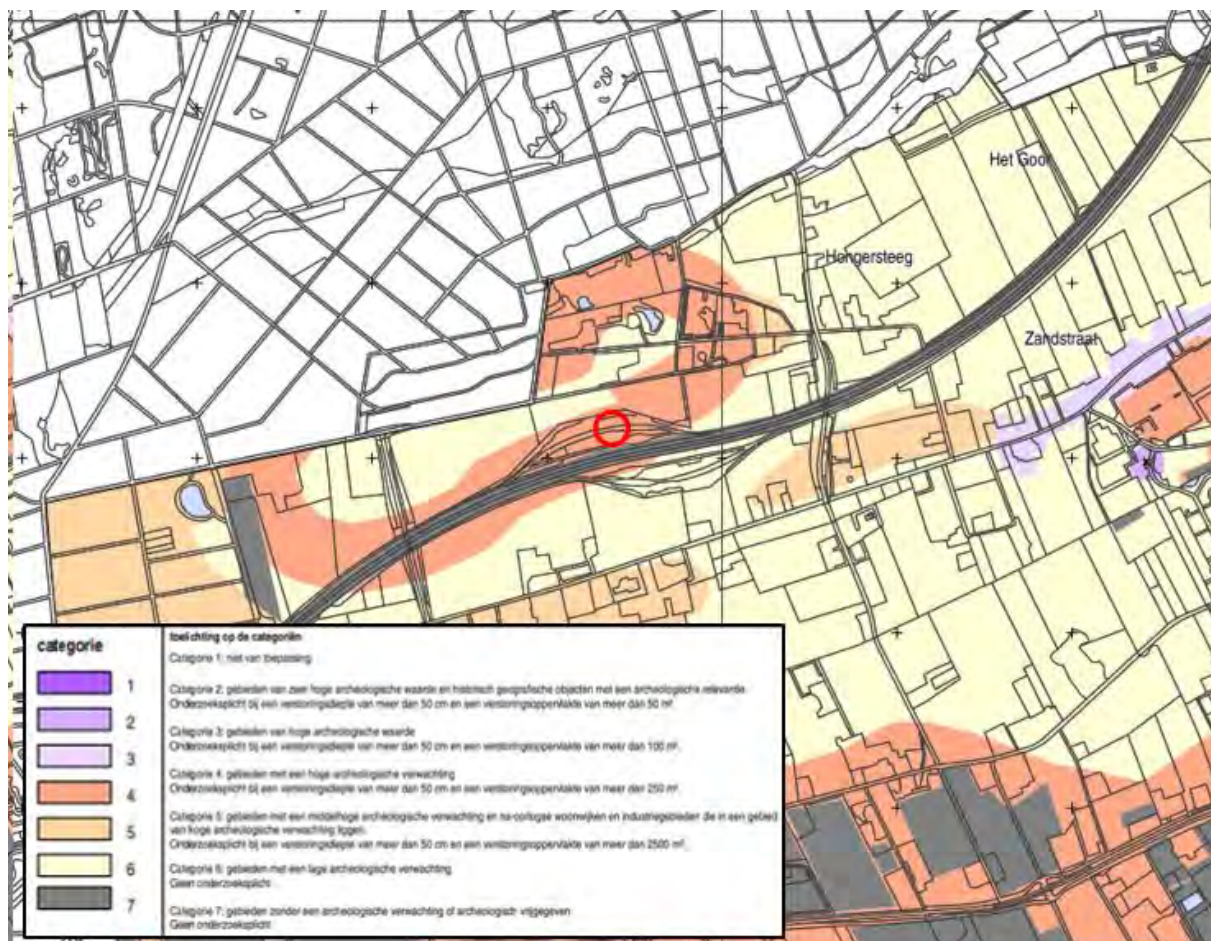 Het Goor
Hongersteeg
Zandstraat
categorie
toelichting op de categoriën
Categorie 1: niet van toepassing
1
Categorie 2: gebieden van zeer hoge archeologische waarde en historisch geografische objecten met een archeologische relevantie
Onderzoeksplicht bij een verstoringsdiepte van meer dan 50 cm en een verstoringsoppervlakte van meer dan 50 m².
2
Categorie 3: gebieden van hoge archeologische waarde
Onderzoeksplicht bij een verstoringsdiepte van meer dan 50 cm en een verstoringsoppervlakte van meer dan 100 m².
3
Categorie 4: gebieden met een hoge archeologische verwachting
Onderzoeksplicht bij een verstoringsdiepte van meer dan 50 cm en een verstoringsoppervlakte van meer dan 250 m².
4
Categorie 5: gebieden met een middelhoge archeologische verwachting en na-oorlogse woonwijken en industriegebieden die in een gebied
van hoge archeologische verwachting liggen.
Onderzoeksplicht bij een verstoringsdiepte van meer dan 50 cm en een verstoringsoppervlakte van meer dan 2500 m².
5
Categorie 6: gebieden met een lage archeologische verwachting
Geen onderzoeksplicht
6
Categorie 7: gebieden zonder een archeologische verwachting of archeologisch vrijgegeven
Geen onderzoeksplicht
7